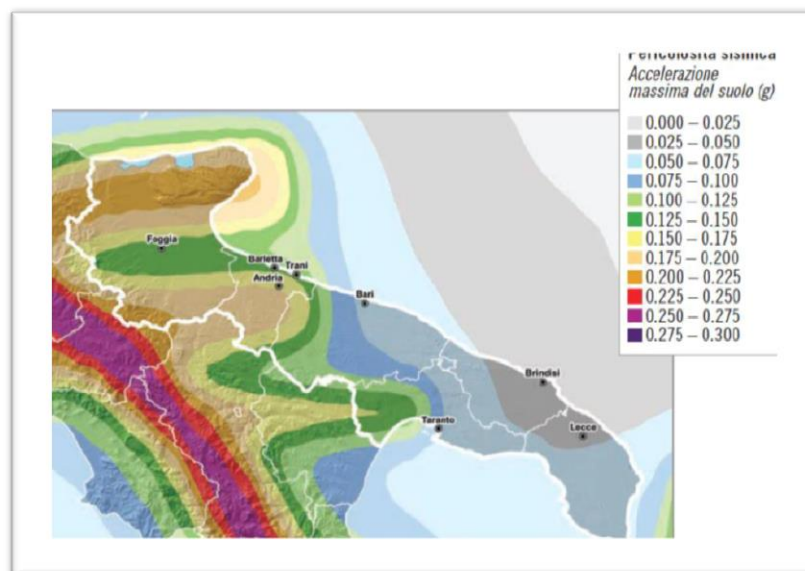 Pericolosità sismica
Accelerazione
massima del suolo (g)
0.000 – 0.025
0.025 – 0.050
0.050 – 0.075
0.075 – 0.100
0.100 – 0.125
0.125 – 0.150
0.150 – 0.175
0.175 – 0.200
0.200 – 0.225
0.225 – 0.250
0.250 – 0.275
0.275 – 0.300
Foggia
Barletta
Trani
Andria
Bari
Brindisi
Taranto
Lecce